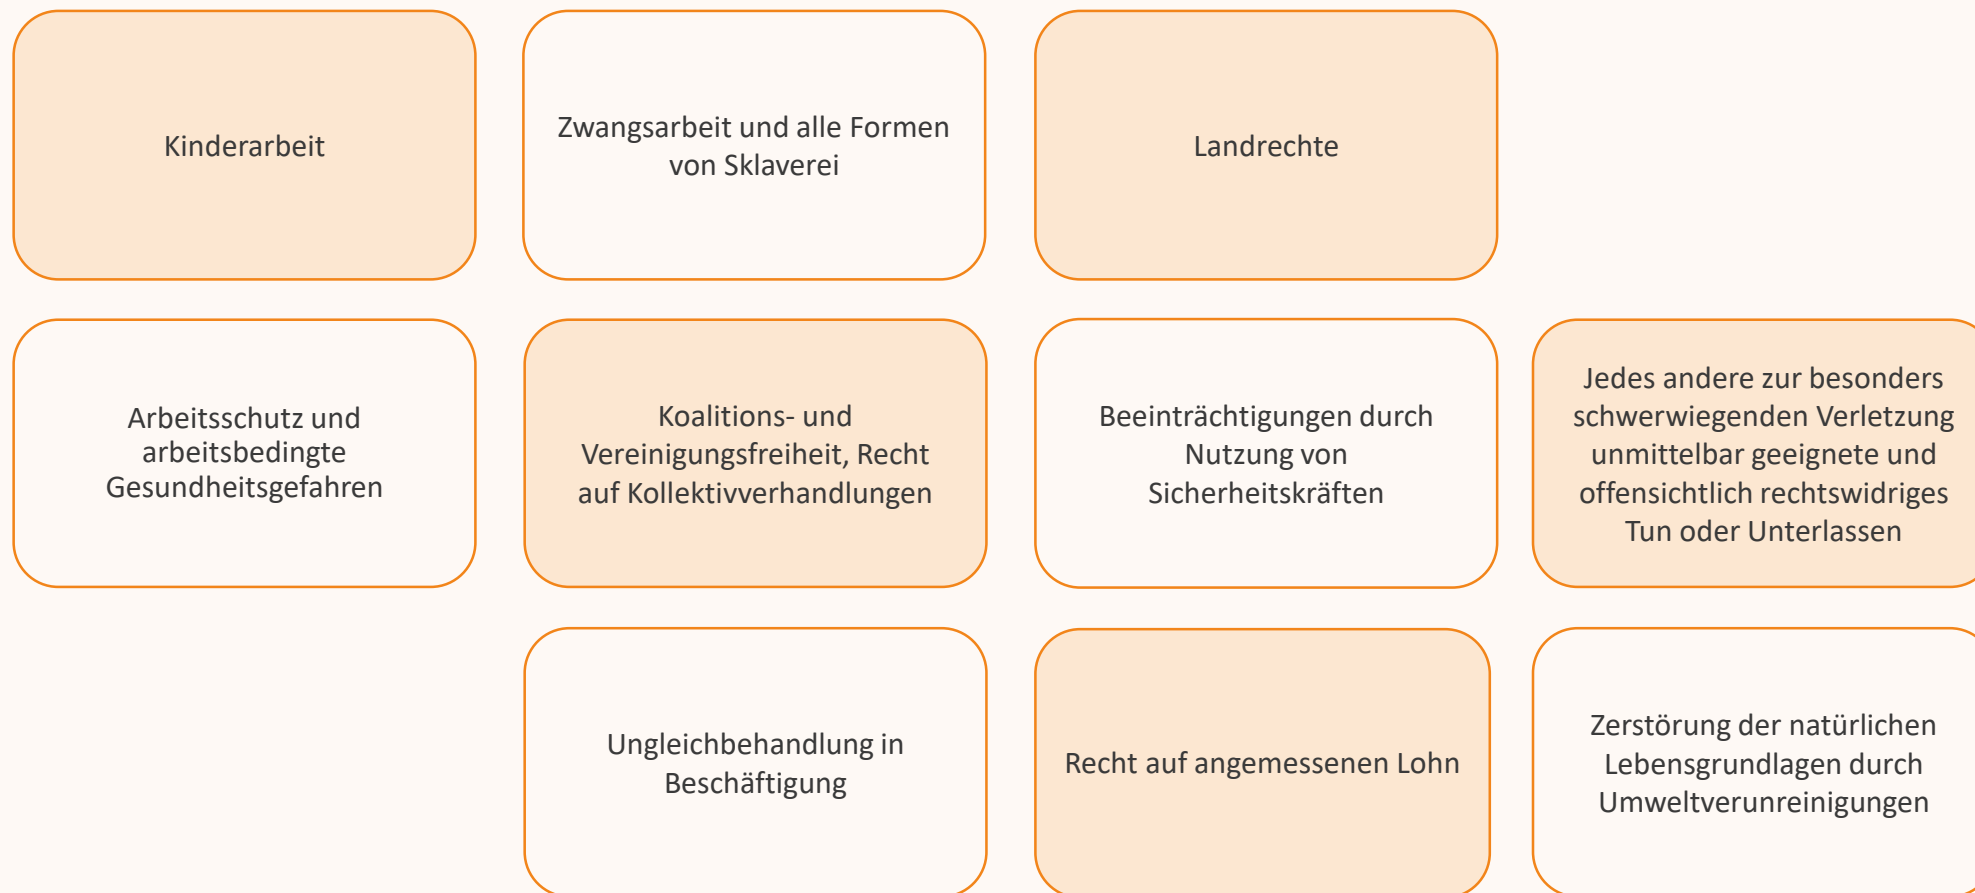 Kinderarbeit
Zwangsarbeit und alle Formen
von Sklaverei
Landrechte
Arbeitsschutz und
arbeitsbedingte
Gesundheitsgefahren
Koalitions- und
Vereinigungsfreiheit, Recht
auf Kollektivverhandlungen
Beeinträchtigungen durch
Nutzung von
Sicherheitskräften
Jedes andere zur besonders
schwerwiegenden Verletzung
unmittelbar geeignete und
offensichtlich rechtswidriges
Tun oder Unterlassen
Ungleichbehandlung in
Beschäftigung
Recht auf angemessenen Lohn
Zerstörung der natürlichen
Lebensgrundlagen durch
Umweltverunreinigungen